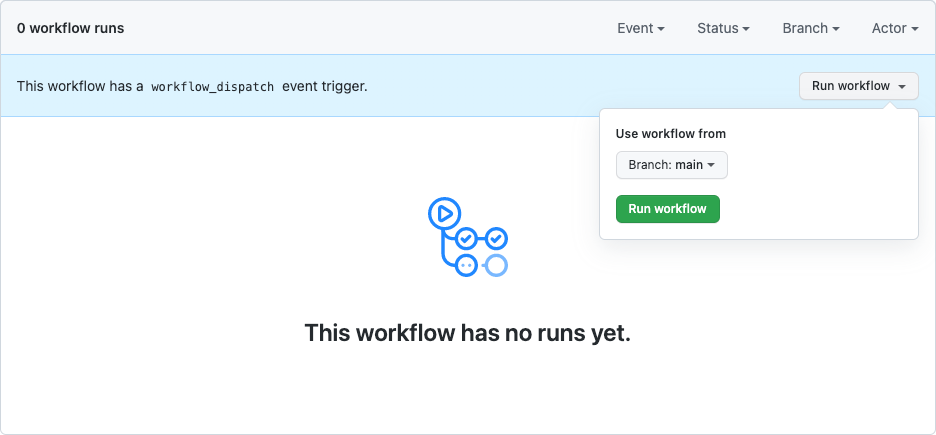 0 workflow runs Event Status Branch Actor
This workflow has a workflow_dispatch event trigger. Run workflow
Use workflow from
Branch: main
Run workflow
This workflow has no runs yet.